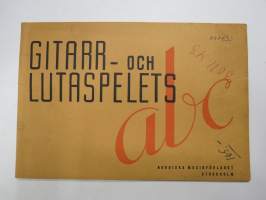 GITARR- OCH
LUTASPELETS
abc
NORDISKA MUSIKFÖRLAGET
STOCKHOLM